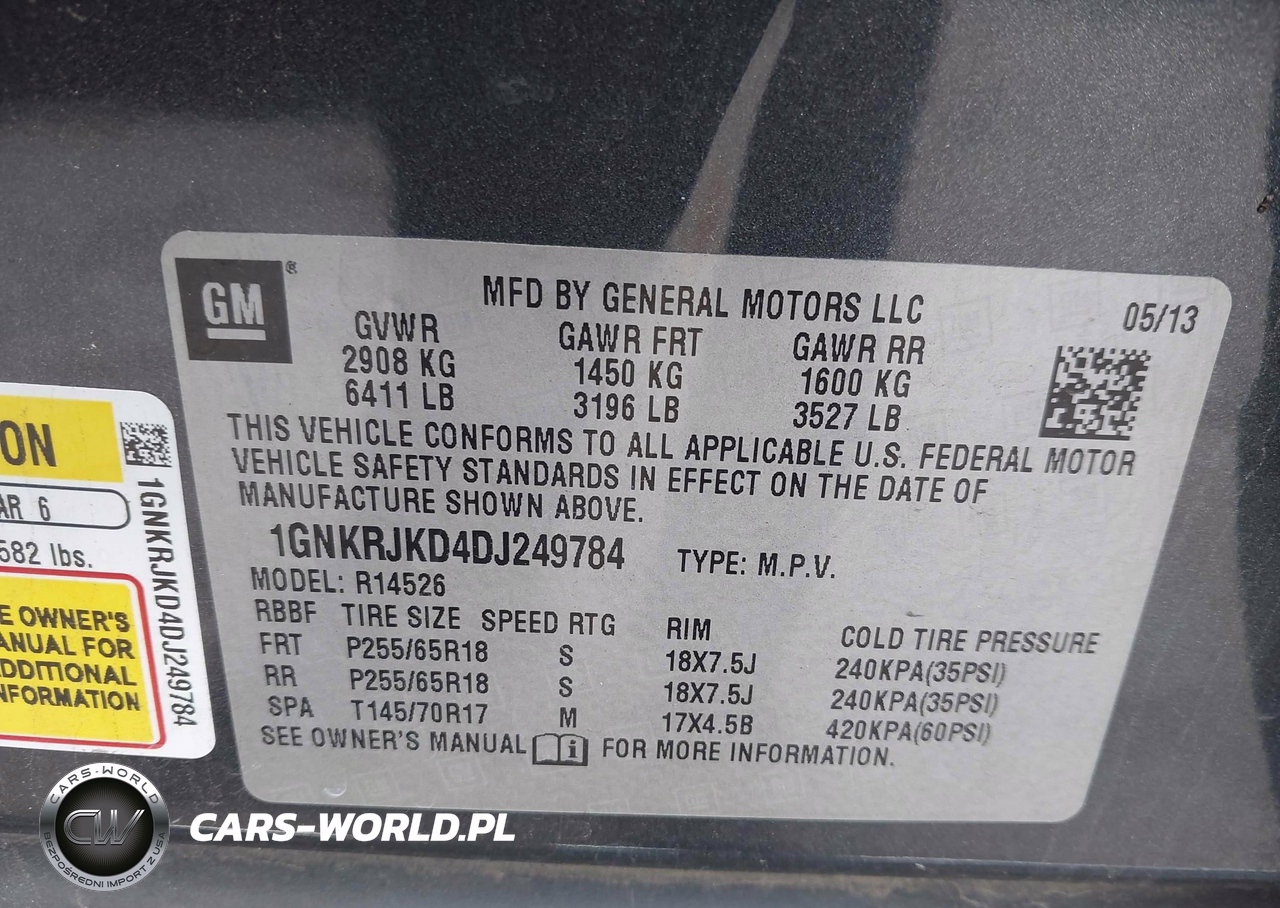 GM
®
MFD BY GENERAL MOTORS LLC
05/13
GVWR GAWR FRT GAWR RR
2908 KG 1450 KG 1600 KG
6411 LB 3196 LB 3527 LB
THIS VEHICLE CONFORMS TO ALL APPLICABLE U.S. FEDERAL MOTOR
VEHICLE SAFETY STANDARDS IN EFFECT ON THE DATE OF
MANUFACTURE SHOWN ABOVE.
1GNKRJKD4DJ249784 TYPE: M.P.V.
MODEL: R14526
RBBF TIRE SIZE SPEED RTG RIM COLD TIRE PRESSURE
FRT P255/65R18 S 18X7.5J 240KPA(35PSI)
RR P255/65R18 S 18X7.5J 240KPA(35PSI)
SPA T145/70R17 M 17X4.5B 420KPA(60PSI)
SEE OWNER'S MANUAL i FOR MORE INFORMATION.
ON
AR 6
582 lbs.
E OWNER'S
ANUAL FOR
DDITIONAL
NFORMATION
1GNKRJKD4DJ249784
CARS-WORLD
CW
BEZPOŚREDNI IMPORT Z USA
CARS-WORLD.PL